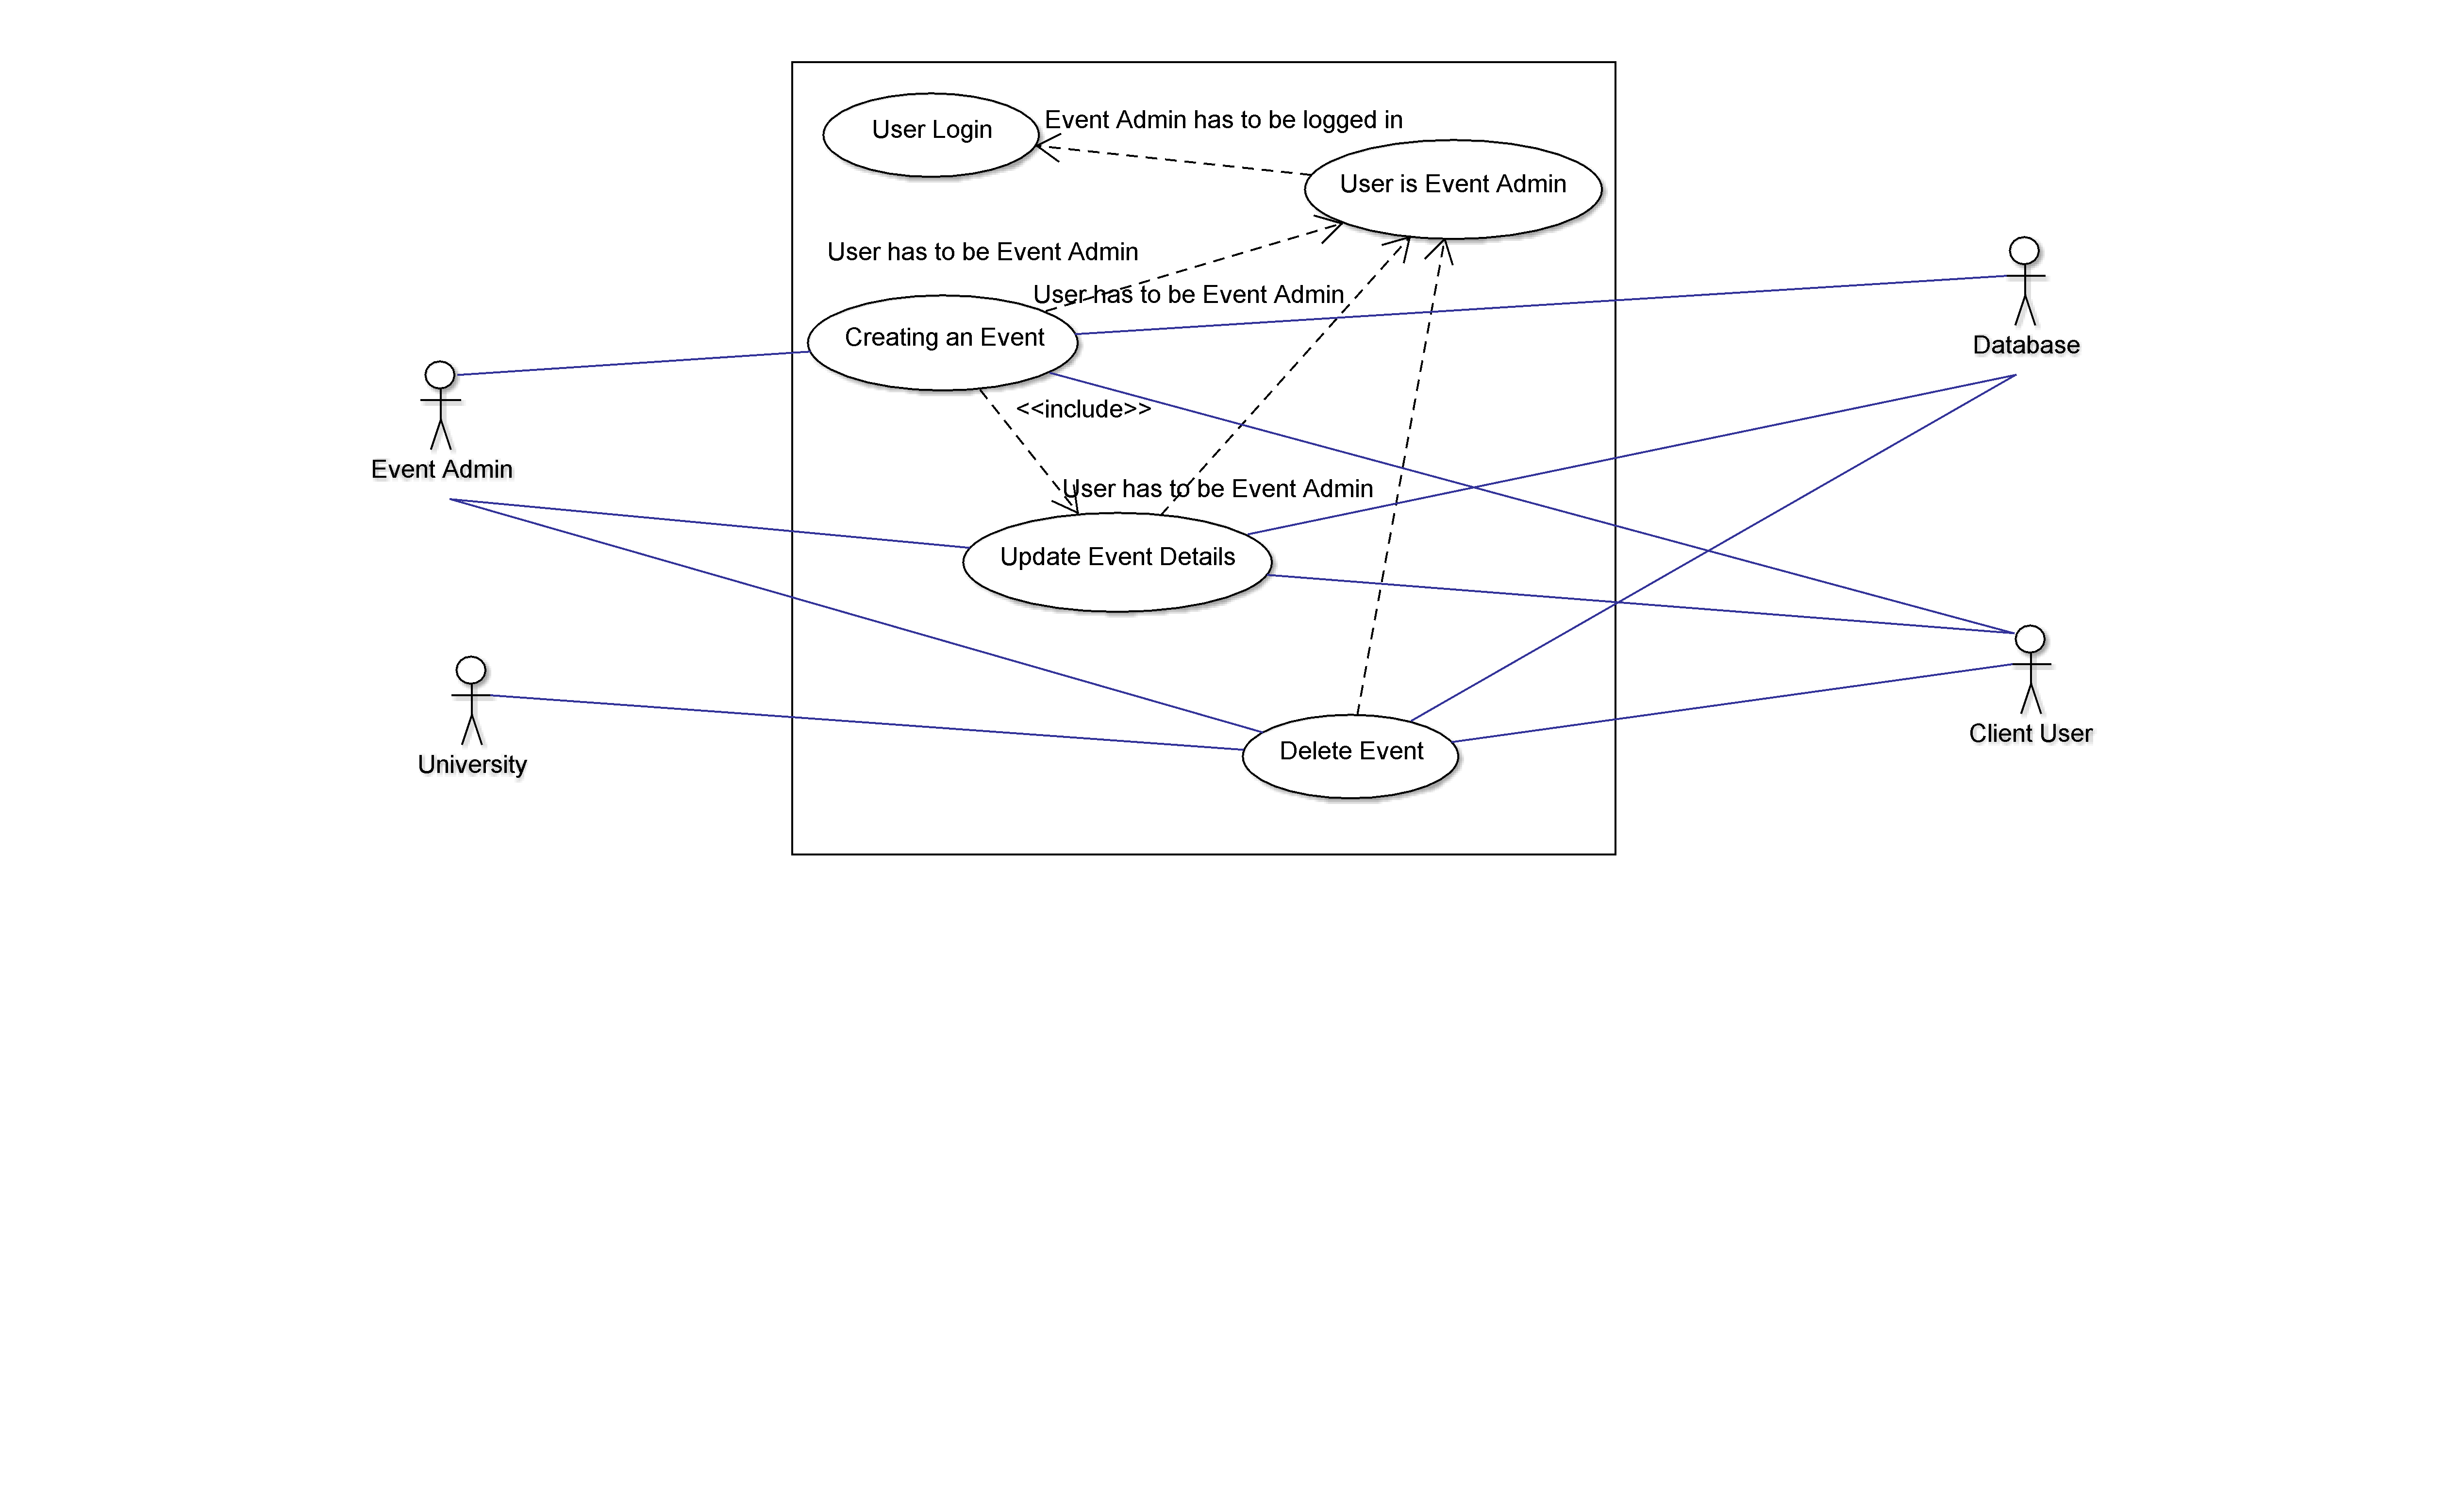 User Login
Event Admin has to be logged in
User is Event Admin
User has to be Event Admin
User has to be Event Admin
Creating an Event
Database
<<include>>
Event Admin
User has to be Event Admin
Update Event Details
Client User
University
Delete Event